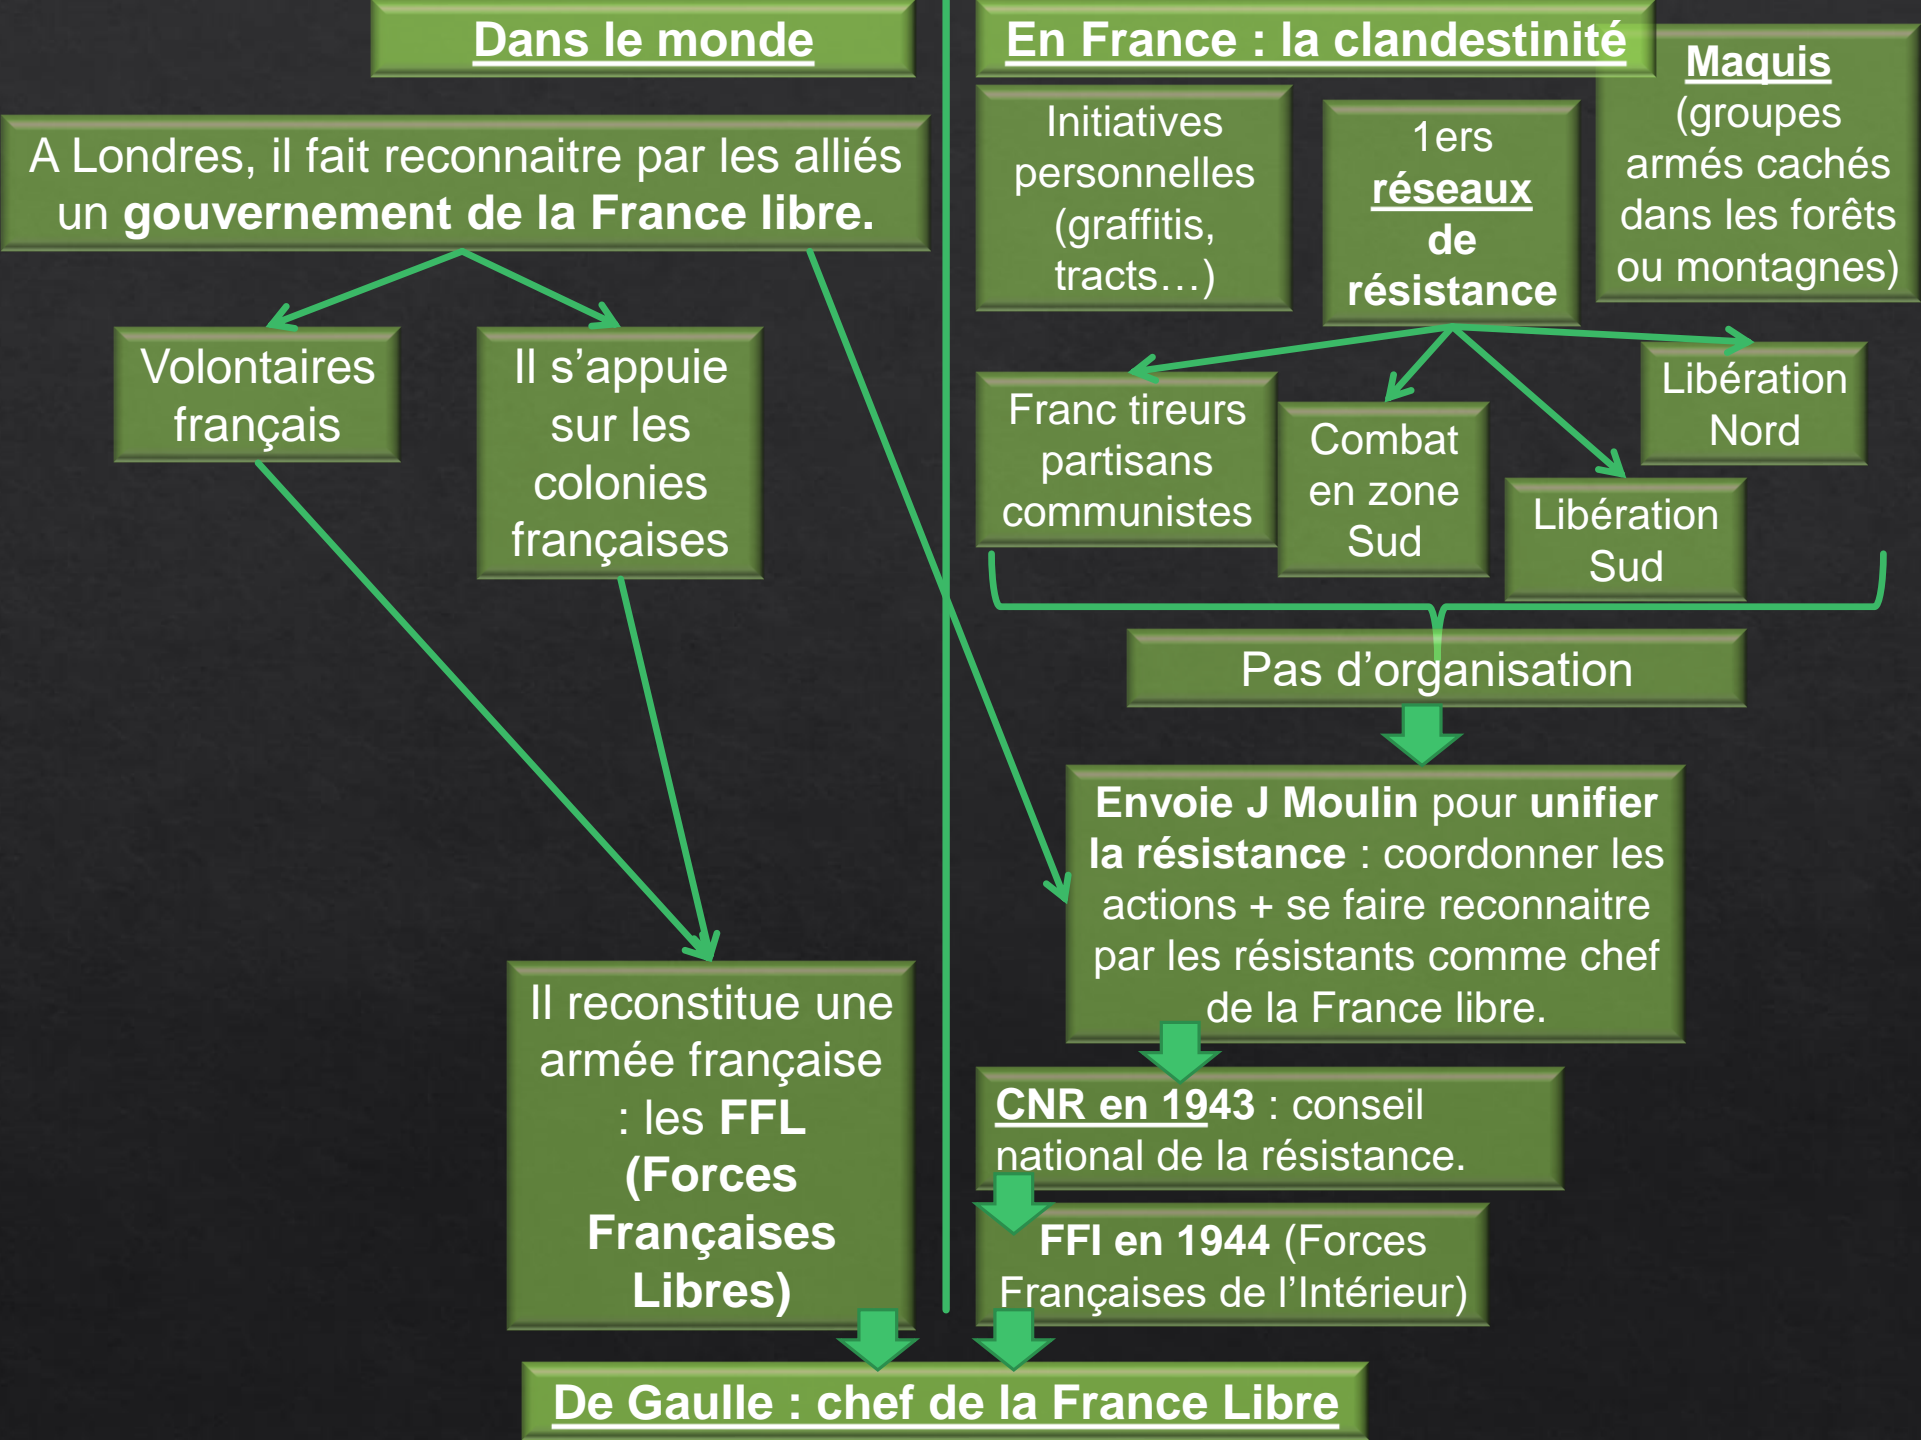 Dans le monde
A Londres, il fait reconnaitre par les alliés
un gouvernement de la France libre.
Volontaires
français
Il s’appuie
sur les
colonies
françaises
Il reconstitue une
armée française
: les FFL
(Forces
Françaises
Libres)
En France : la clandestinité
Initiatives
personnelles
(graffitis,
tracts…)
1ers
réseaux
de
résistance
Maquis
(groupes
armés cachés
dans les forêts
ou montagnes)
Franc tireurs
partisans
communistes
Combat
en zone
Sud
Libération
Sud
Libération
Nord
Pas d’organisation
Envoie J Moulin pour unifier
la résistance : coordonner les
actions + se faire reconnaitre
par les résistants comme chef
de la France libre.
CNR en 1943 : conseil
national de la résistance.
FFI en 1944 (Forces
Françaises de l’Intérieur)
De Gaulle : chef de la France Libre